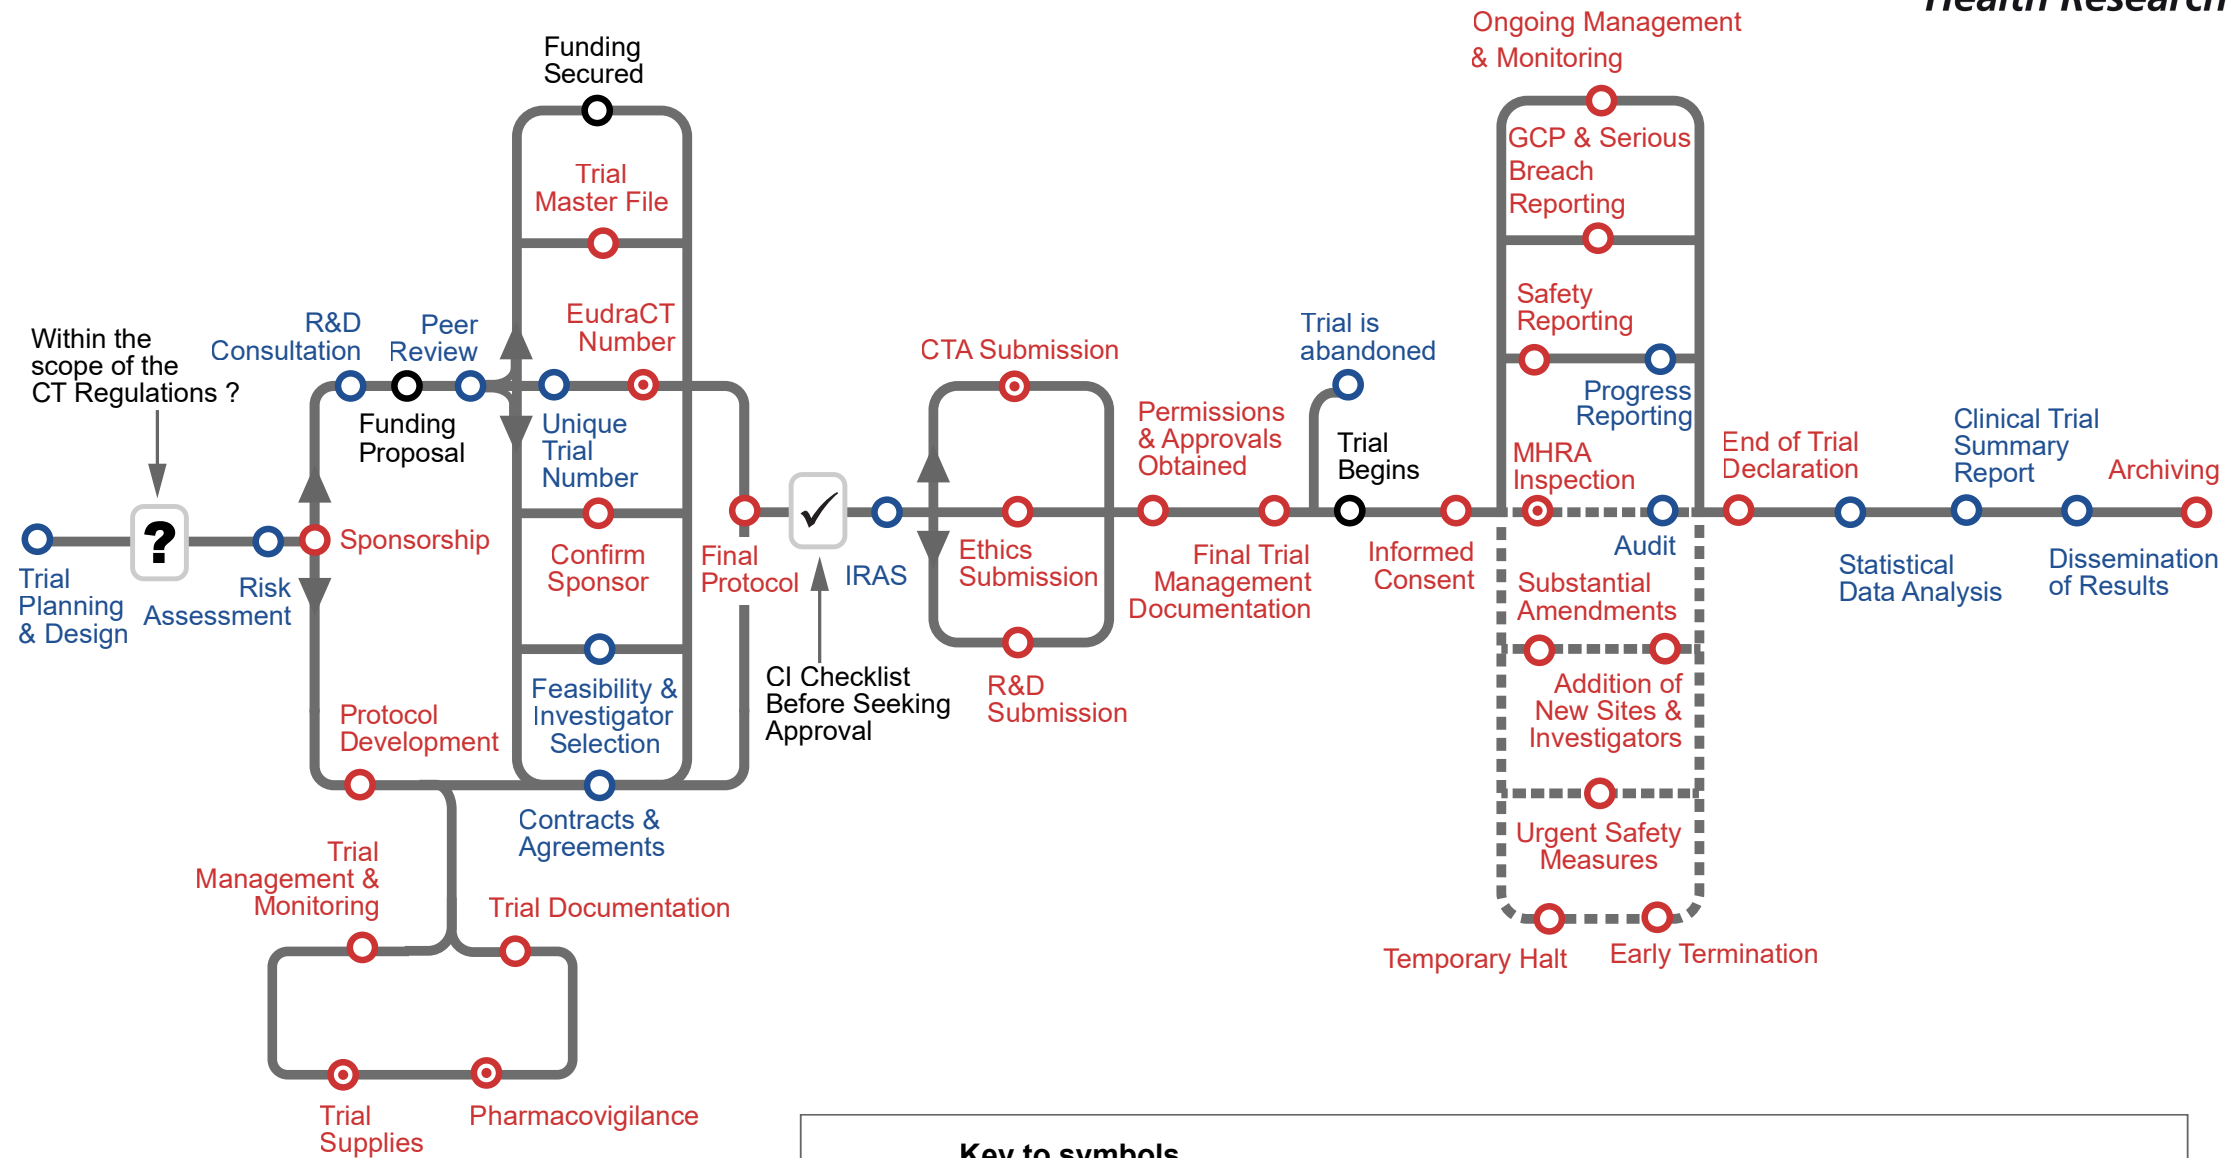 Health Research
Ongoing Management
& Monitoring
Funding
Secured
GCP & Serious
Breach
Reporting
Trial
Master File
Safety
Reporting
EudraCT
Number
R&D
Consultation
Peer
Review
Within the
scope of the
CT Regulations ?
CTA Submission
Trial is
abandoned
Progress
Reporting
Funding
Proposal
Unique
Trial
Number
Permissions
& Approvals
Obtained
Trial
Begins
MHRA
Inspection
End of Trial
Declaration
Clinical Trial
Summary
Report
Archiving
?
Sponsorship
✓
Trial
Planning
& Design
Risk
Assessment
Confirm
Sponsor
Final
Protocol
IRAS
Ethics
Submission
Final Trial
Management
Documentation
Informed
Consent
Audit
Substantial
Amendments
Statistical
Data Analysis
Dissemination
of Results
Feasibility &
Investigator
Selection
CI Checklist
Before Seeking
Approval
R&D
Submission
Addition of
New Sites &
Investigators
Protocol
Development
Contracts &
Agreements
Urgent Safety
Measures
Trial
Management &
Monitoring
Trial Documentation
Temporary Halt
Early Termination
Trial
Supplies
Pharmacovigilance
Key to symbols